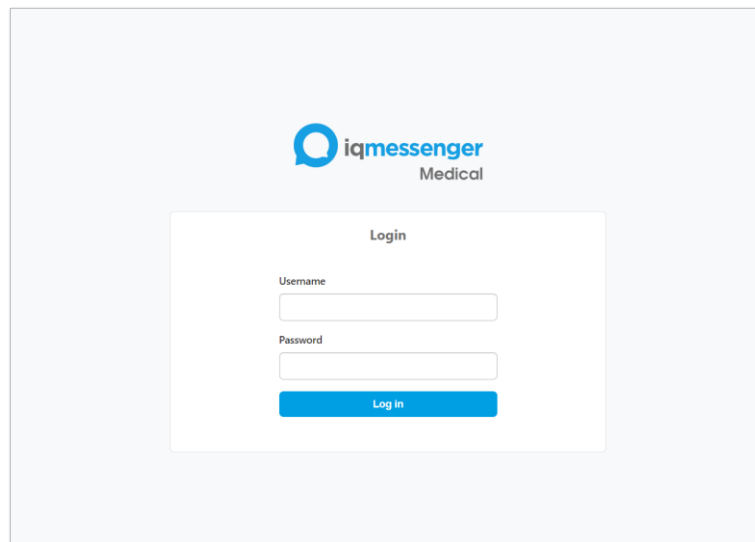 iqmessenger
Medical
Login
Username
Password
Log in